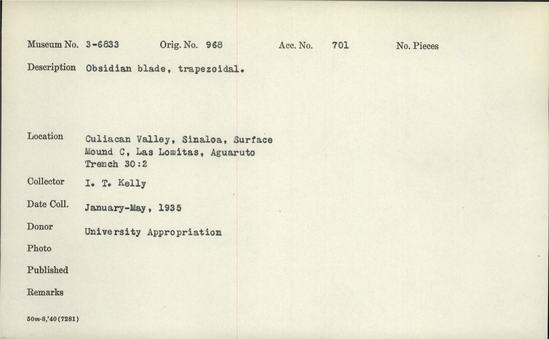 Museum No. 3-6833 Orig. No. 968 Acc. No. 701 No. Pieces
Description Obsidian blade, trapezoidal.
Location Culiacan Valley, Sinaloa, Surface
Mound C, Las Lomitas, Aguaruto
Trench 30:2
Collector I. T. Kelly
Date Coll. January-May, 1935
Donor University Appropriation
Photo
Published
Remarks
50m-8,'40(7281)